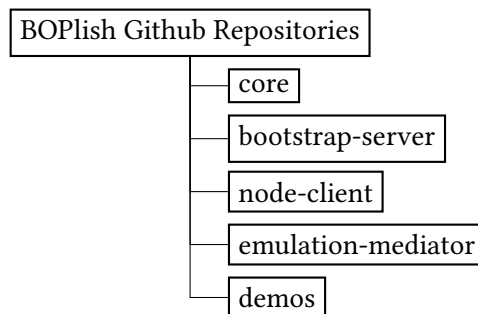 BOPlish Github Repositories
core
bootstrap-server
node-client
emulation-mediator
demos